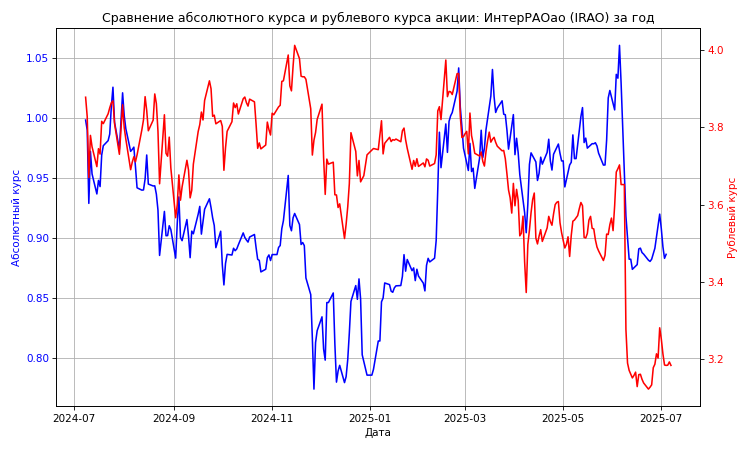 Сравнение абсолютного курса и рублевого курса акции: ИнтерРАОао (IRAO) за год
1.05
1.00
0.95
0.90
0.85
0.80
Абсолютный курс
4.0
3.8
3.6
3.4
3.2
Рублевый курс
2024-07 2024-09 2024-11 2025-01 2025-03 2025-05 2025-07
Дата